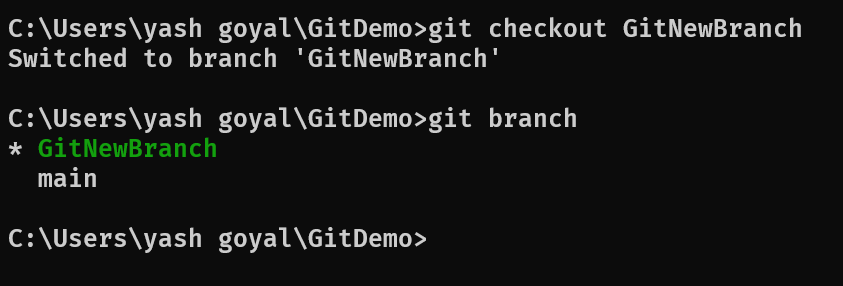 C:\Users\yash goyal\GitDemo>git checkout GitNewBranch
Switched to branch 'GitNewBranch'
C:\Users\yash goyal\GitDemo>git branch
* GitNewBranch
  main
C:\Users\yash goyal\GitDemo>